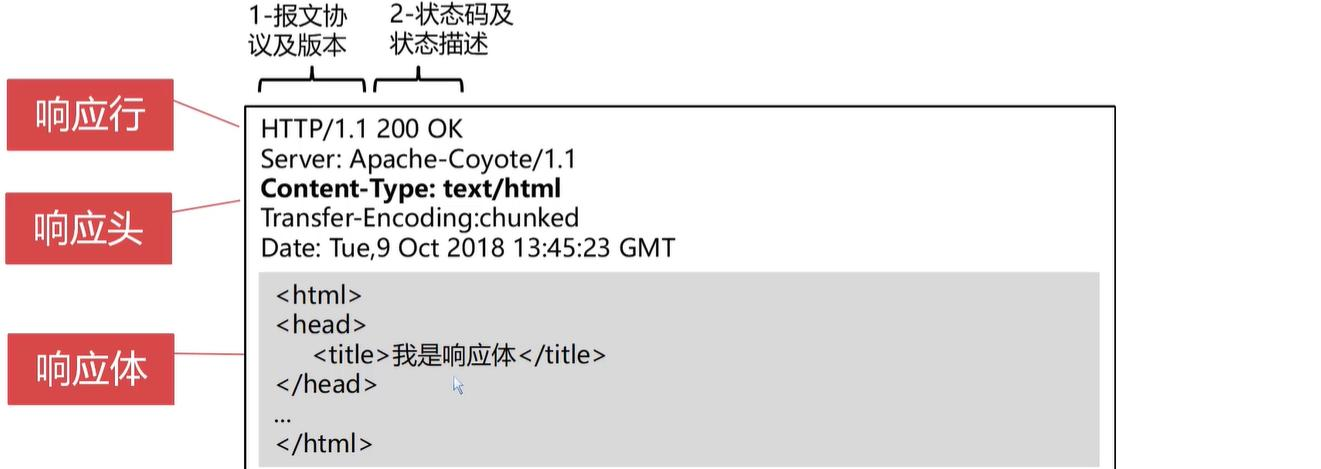 1-报文协
议及版本
2-状态码及
状态描述
响应行
HTTP/1.1 200 OK
Server: Apache-Coyote/1.1
响应头
Content-Type: text/html
Transfer-Encoding:chunked
Date: Tue,9 Oct 2018 13:45:23 GMT
响应体
<html>
<head>
<title>我是响应体</title>
</head>
...
</html>